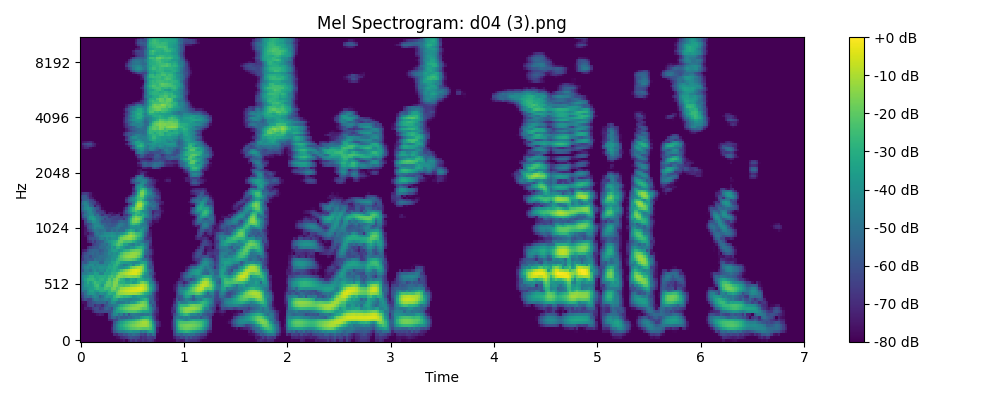 Mel Spectrogram: d04 (3).png
Hz
8192
4096
2048
1024
512
0
0 1 2 3 4 5 6 7
Time
+0 dB
-10 dB
-20 dB
-30 dB
-40 dB
-50 dB
-60 dB
-70 dB
-80 dB